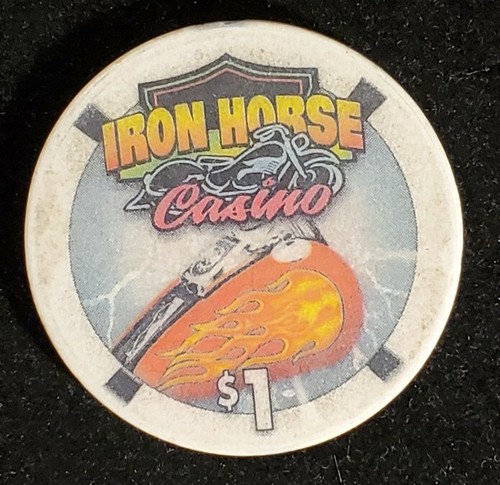 IRON HORSE
Casino
$1